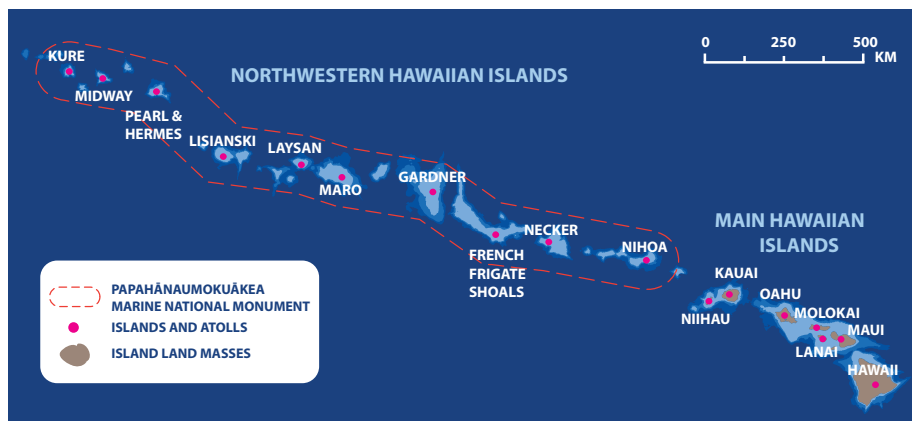 0 250 500
KM
KURE
NORTHWESTERN HAWAIIAN ISLANDS
MIDWAY
PEARL &
HERMES
LISIANSKI
LAYSAN
MARO
GARDNER
FRENCH
FRIGATE
SHOALS
NECKER
NIHOA
MAIN HAWAIIAN
ISLANDS
KAUAI
NIIHAU
OAHU
MOLOKAI
MAUI
LANAI
HAWAII
PAPAHĀNAUMOKUĀKEA
MARINE NATIONAL MONUMENT
ISLANDS AND ATOLLS
ISLAND LAND MASSES